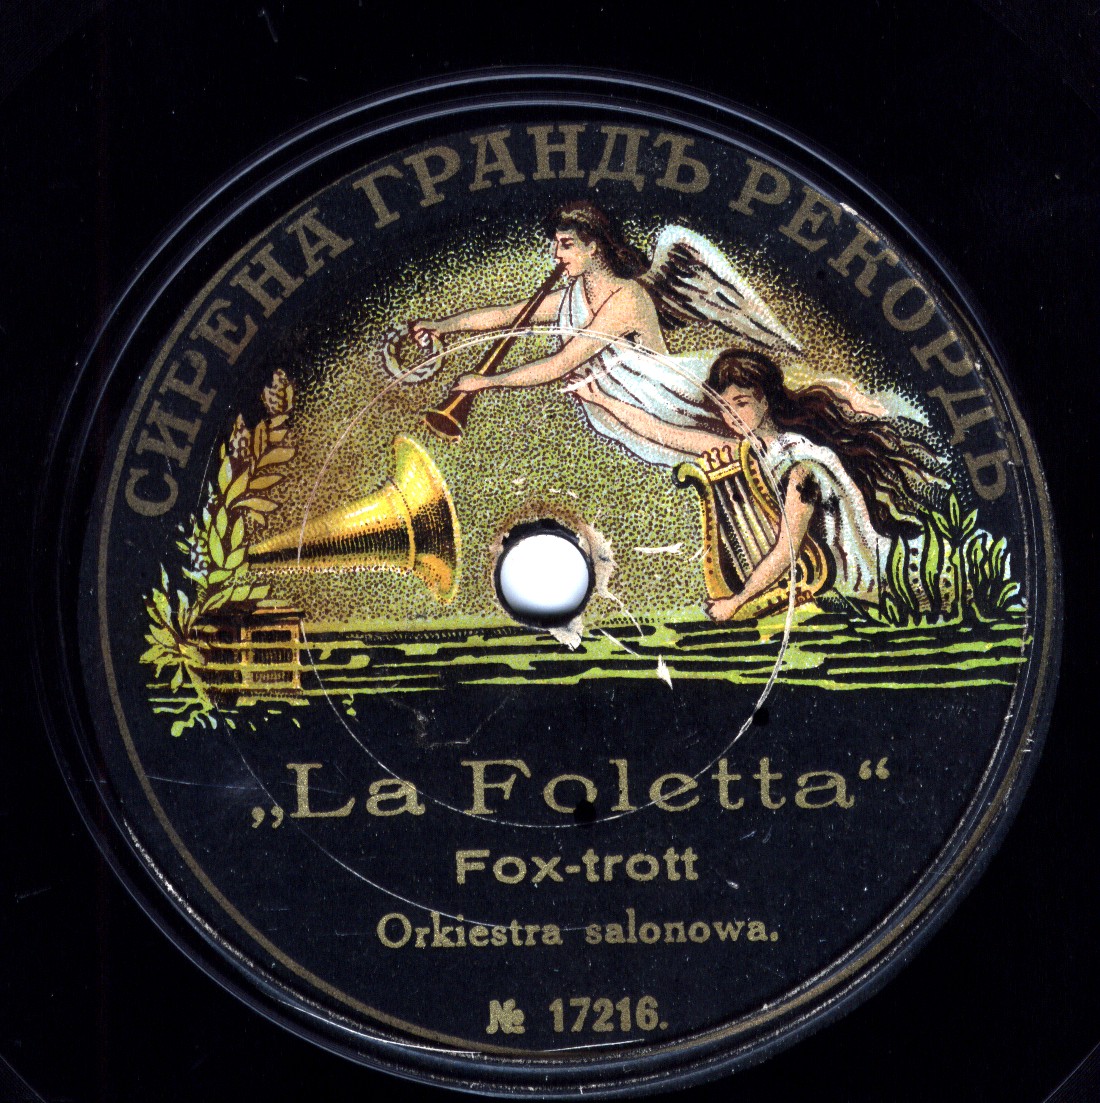 СИРЕНА ГРАНДЪ РЕКОРДЪ
„La Foletta“
Fox-trott
Orkiestra salonowa.
№ 17216.